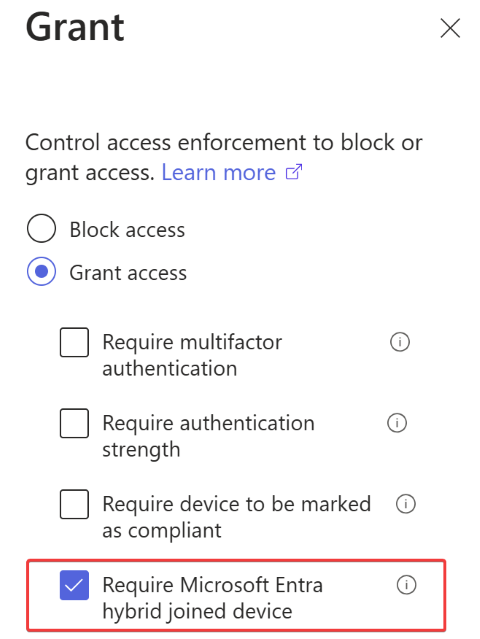 Grant
Control access enforcement to block or
grant access. Learn more
Block access
Grant access
Require multifactor
authentication
Require authentication
strength
Require device to be marked
as compliant
Require Microsoft Entra
hybrid joined device